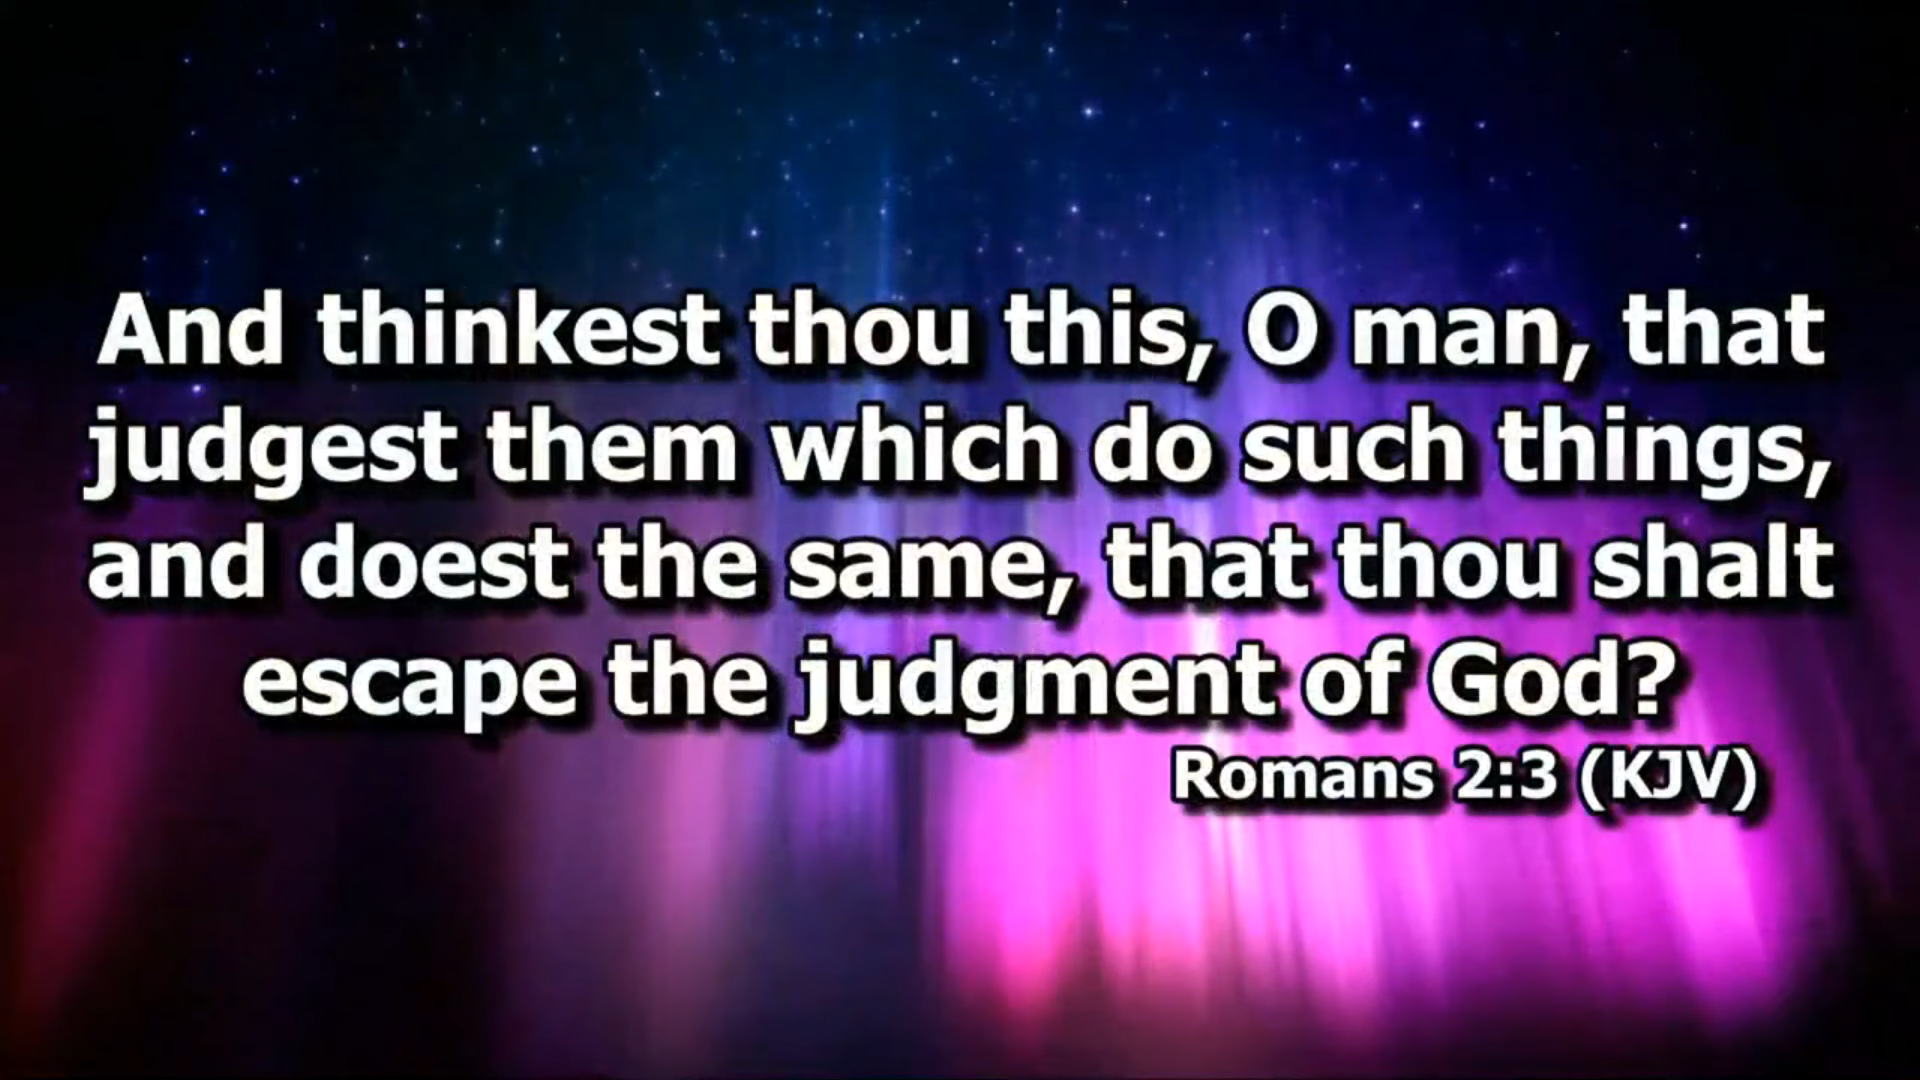 And thinkest thou this, O man, that
judgest them which do such things,
and doest the same, that thou shalt
escape the judgment of God?
Romans 2:3 (KJV)